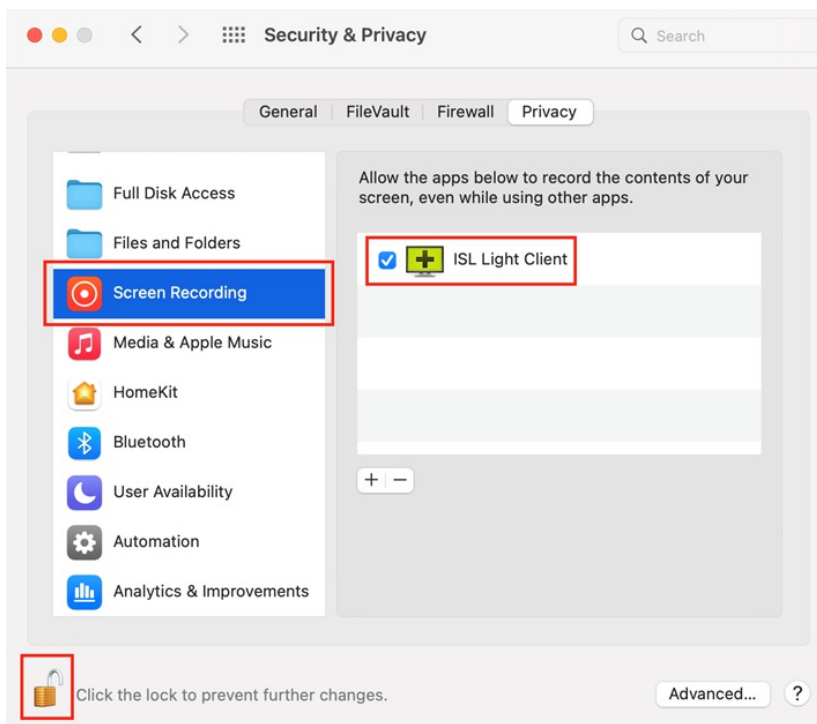 Security & Privacy
Search
General
FileVault
Firewall
Privacy
Full Disk Access
Files and Folders
Screen Recording
Media & Apple Music
HomeKit
Bluetooth
User Availability
Automation
Analytics & Improvements
Allow the apps below to record the contents of your
screen, even while using other apps.
ISL Light Client
+ −
Click the lock to prevent further changes.
Advanced...
?